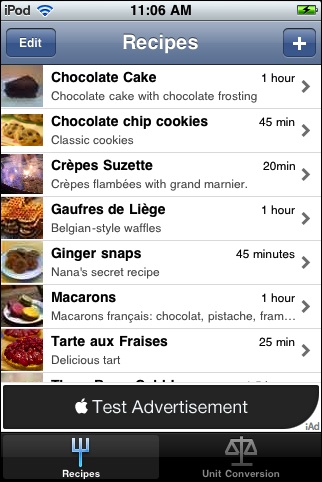 iPod 11:06 AM
Edit Recipes +
Chocolate Cake 1 hour
Chocolate cake with chocolate frosting
Chocolate chip cookies 45 min
Classic cookies
Crèpes Suzette 20min
Crèpes flambées with grand marnier.
Gaufres de Liège 1 hour
Belgian-style waffles
Ginger snaps 45 minutes
Nana's secret recipe
Macarons 1 hour
Macarons français: chocolat, pistache, fram…
Tarte aux Fraises 25 min
Delicious tart
Test Advertisement
iAd
Recipes Unit Conversion